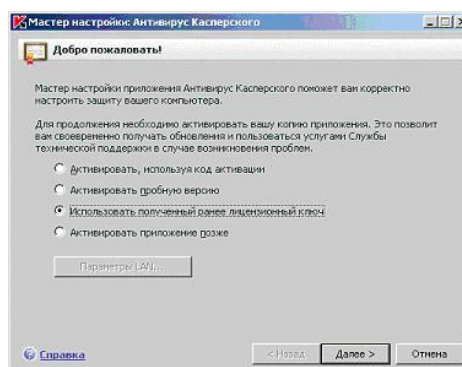 Мастер настройки: Антивирус Касперского
Добро пожаловать!
Мастер настройки приложения Антивирус Касперского поможет вам корректно
настроить защиту вашего компьютера.
Для продолжения необходимо активировать вашу копию приложения. Это позволит
вам своевременно получать обновления и пользоваться услугами Службы
технической поддержки в случае возникновения проблем.
Активировать, используя код активации
Активировать пробную версию
Использовать полученный ранее лицензионный ключ
Активировать приложение позже
Параметры LAN...
Справка
< Назад
Далее >
Отмена